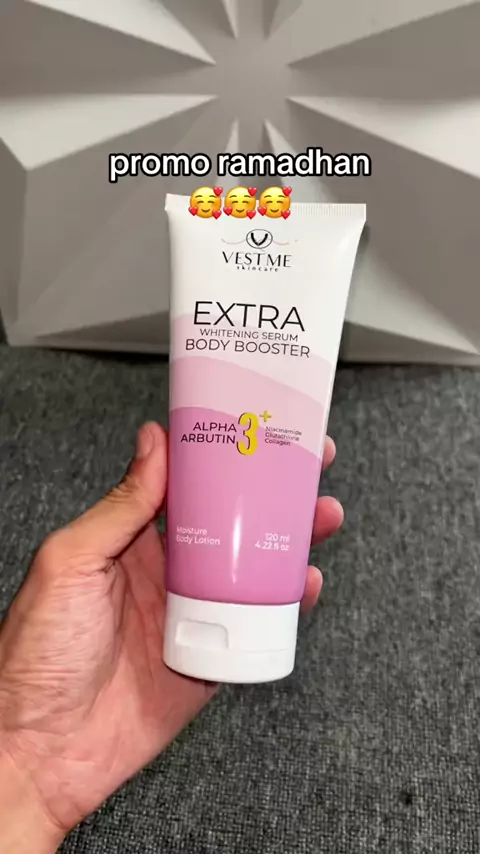 promo ramadhan
🥰🥰🥰
VESTME
skincare
EXTRA
WHITENING SERUM
BODY BOOSTER
ALPHA
ARBUTIN
3+
Niacinamide
Glutathione
Collagen
Moisture
Body Lotion
120 ml
4.22 fl oz